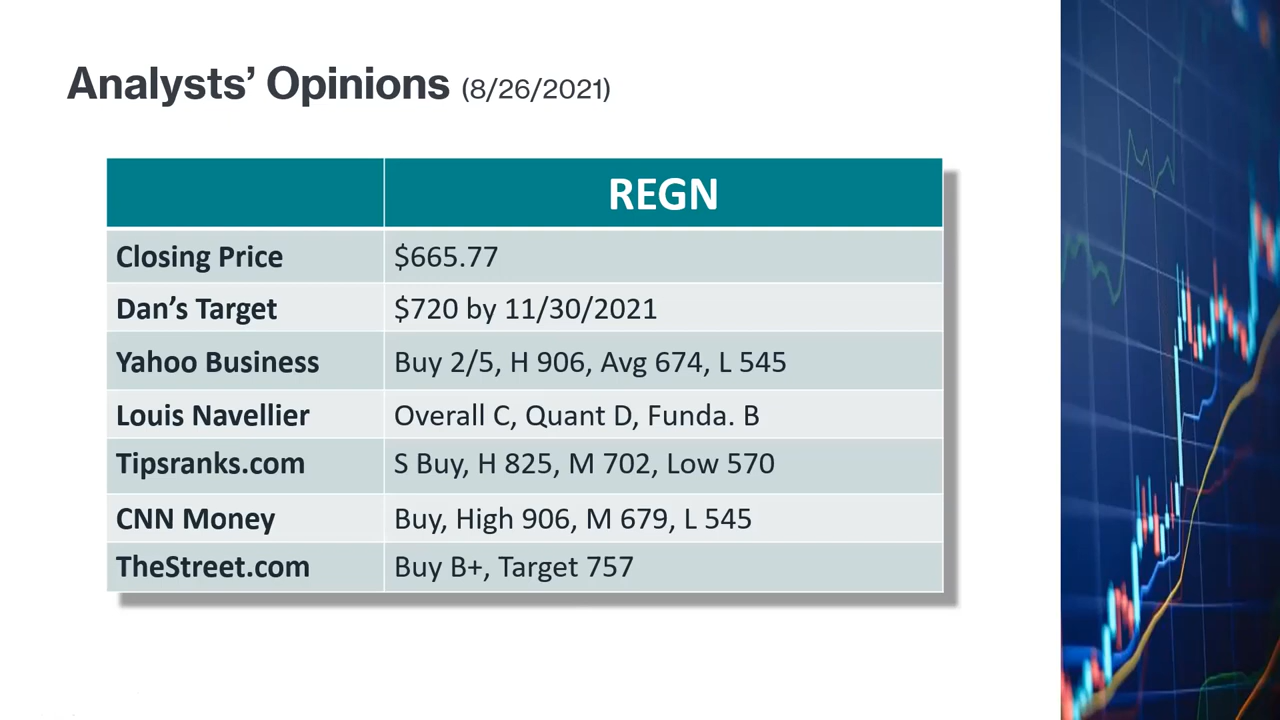 Analysts’ Opinions (8/26/2021)
REGN
Closing Price $665.77
Dan’s Target $720 by 11/30/2021
Yahoo Business Buy 2/5, H 906, Avg 674, L 545
Louis Navellier Overall C, Quant D, Funda. B
Tipsranks.com S Buy, H 825, M 702, Low 570
CNN Money Buy, High 906, M 679, L 545
TheStreet.com Buy B+, Target 757